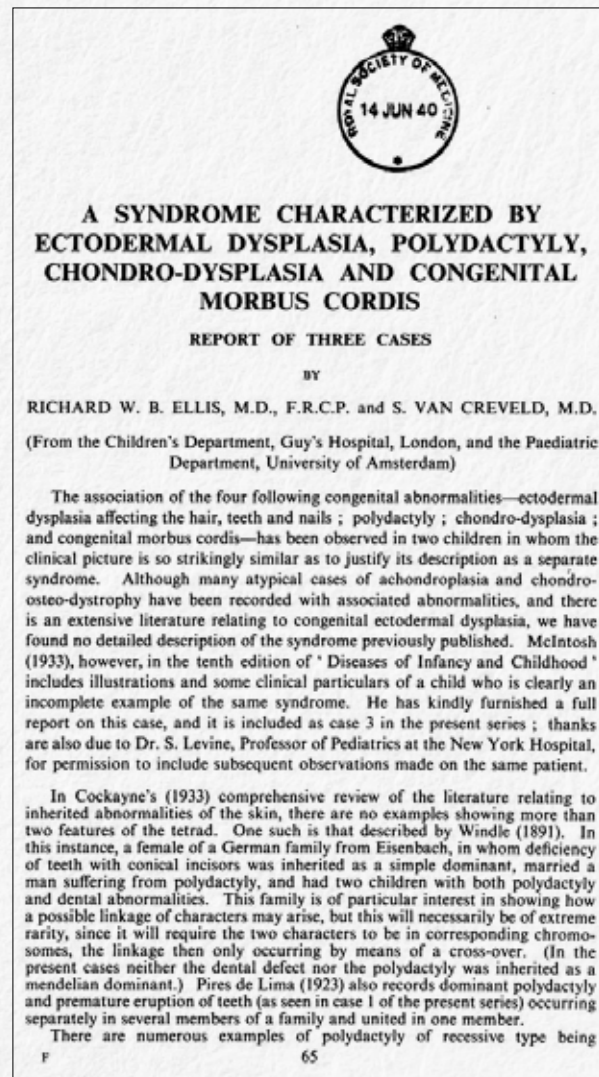 ROYAL SOCIETY OF MEDICINE
14 JUN 40
A SYNDROME CHARACTERIZED BY
ECTODERMAL DYSPLASIA, POLYDACTYLY,
CHONDRO-DYSPLASIA AND CONGENITAL
MORBUS CORDIS
REPORT OF THREE CASES
BY
RICHARD W. B. ELLIS, M.D., F.R.C.P. and S. VAN CREVELD, M.D.
(From the Children's Department, Guy's Hospital, London, and the Paediatric
Department, University of Amsterdam)
The association of the four following congenital abnormalities—ectodermal
dysplasia affecting the hair, teeth and nails ; polydactyly ; chondro-dysplasia ;
and congenital morbus cordis—has been observed in two children in whom the
clinical picture is so strikingly similar as to justify its description as a separate
syndrome. Although many atypical cases of achondroplasia and chondro-
osteo-dystrophy have been recorded with associated abnormalities, and there
is an extensive literature relating to congenital ectodermal dysplasia, we have
found no detailed description of the syndrome previously published. McIntosh
(1933), however, in the tenth edition of ' Diseases of Infancy and Childhood '
includes illustrations and some clinical particulars of a child who is clearly an
incomplete example of the same syndrome. He has kindly furnished a full
report on this case, and it is included as case 3 in the present series ; thanks
are also due to Dr. S. Levine, Professor of Pediatrics at the New York Hospital,
for permission to include subsequent observations made on the same patient.
In Cockayne's (1933) comprehensive review of the literature relating to
inherited abnormalities of the skin, there are no examples showing more than
two features of the tetrad. One such is that described by Windle (1891). In
this instance, a female of a German family from Eisenbach, in whom deficiency
of teeth with conical incisors was inherited as a simple dominant, married a
man suffering from polydactyly, and had two children with both polydactyly
and dental abnormalities. This family is of particular interest in showing how
a possible linkage of characters may arise, but this will necessarily be of extreme
rarity, since it will require the two characters to be in corresponding chromo-
somes, the linkage then only occurring by means of a cross-over. (In the
present cases neither the dental defect nor the polydactyly was inherited as a
mendelian dominant.) Pires de Lima (1923) also records dominant polydactyly
and premature eruption of teeth (as seen in case 1 of the present series) occurring
separately in several members of a family and united in one member.
There are numerous examples of polydactyly of recessive type being
F 65